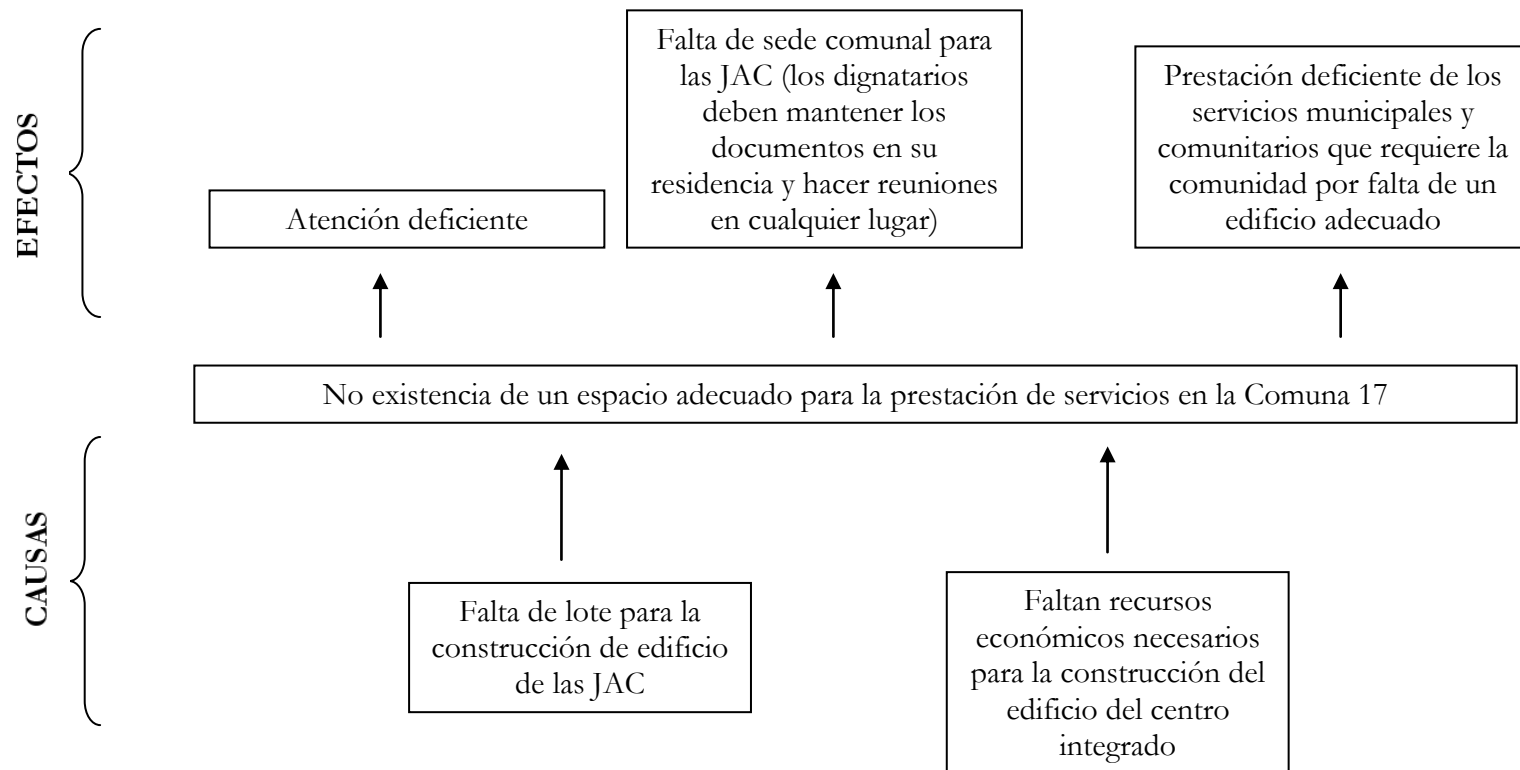 EFECTOS
Atención deficiente
Falta de sede comunal para
las JAC (los dignatarios
deben mantener los
documentos en su
residencia y hacer reuniones
en cualquier lugar)
Prestación deficiente de los
servicios municipales y
comunitarios que requiere la
comunidad por falta de un
edificio adecuado
No existencia de un espacio adecuado para la prestación de servicios en la Comuna 17
CAUSAS
Falta de lote para la
construcción de edificio
de las JAC
Faltan recursos
económicos necesarios
para la construcción del
edificio del centro
integrado